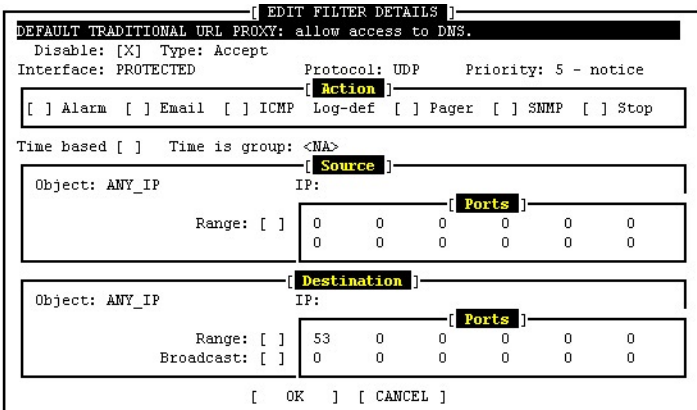 [ EDIT FILTER DETAILS ]
DEFAULT TRADITIONAL URL PROXY: allow access to DNS.
Disable: [X] Type: Accept
Interface: PROTECTED Protocol: UDP Priority: 5 - notice
[ Action ]
[ ] Alarm [ ] Email [ ] ICMP Log-def [ ] Pager [ ] SNMP [ ] Stop
Time based [ ] Time is group: <NA>
[ Source ]
Object: ANY_IP IP:
[ Ports ]
Range: [ ] 0 0 0 0 0 0
0 0 0 0 0 0
[ Destination ]
Object: ANY_IP IP:
[ Ports ]
Range: [ ] 53 0 0 0 0 0
Broadcast: [ ] 0 0 0 0 0 0
[ OK ] [ CANCEL ]